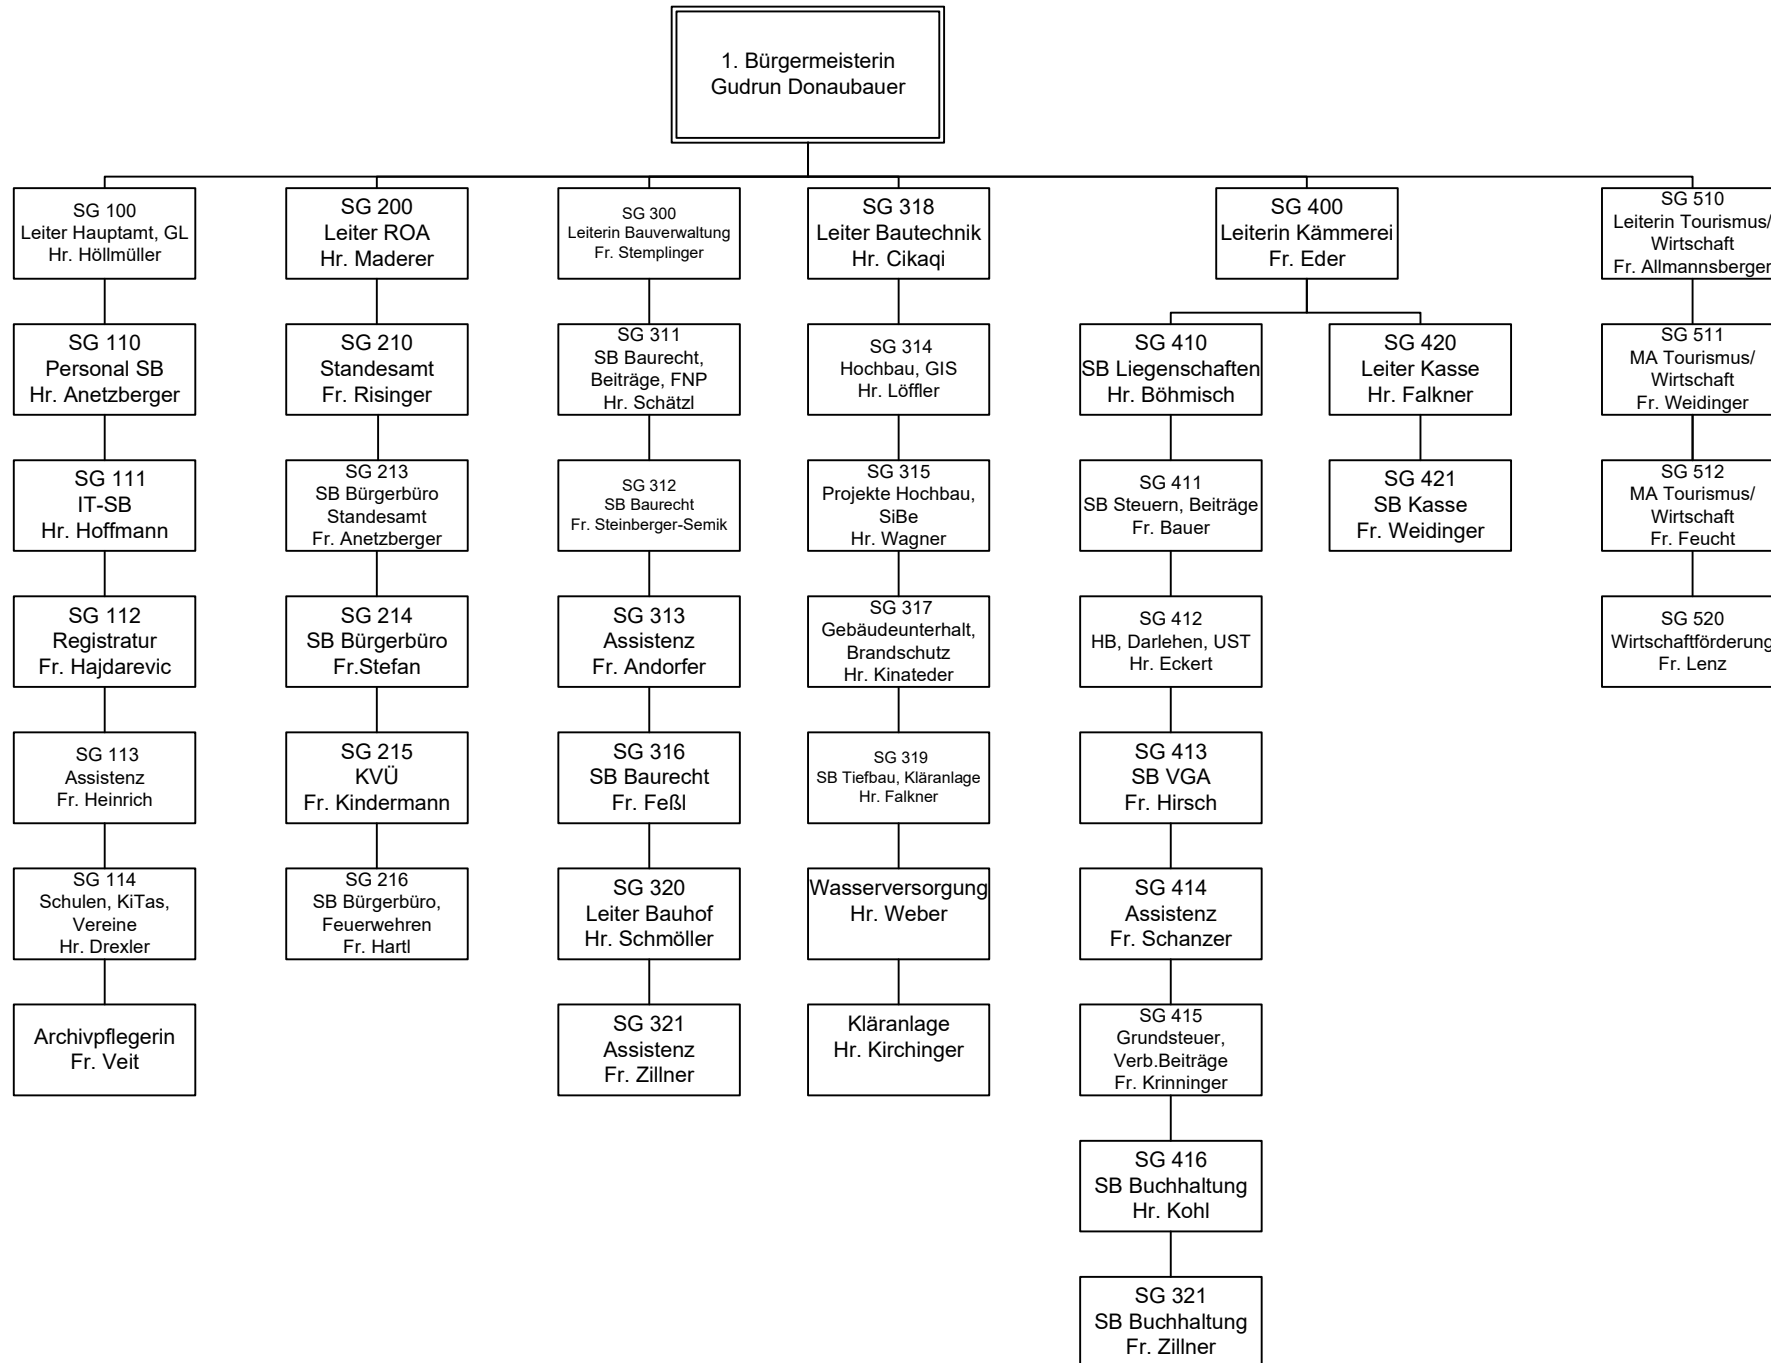 1. Bürgermeisterin
Gudrun Donaubauer
SG 100
Leiter Hauptamt, GL
Hr. Höllmüller
SG 200
Leiter ROA
Hr. Maderer
SG 300
Leiterin Bauverwaltung
Fr. Stemplinger
SG 318
Leiter Bautechnik
Hr. Cikaqi
SG 400
Leiterin Kämmerei
Fr. Eder
SG 510
Leiterin Tourismus/
Wirtschaft
Fr. Allmannsberger
SG 110
Personal SB
Hr. Anetzberger
SG 210
Standesamt
Fr. Risinger
SG 311
SB Baurecht,
Beiträge, FNP
Hr. Schätzl
SG 314
Hochbau, GIS
Hr. Löffler
SG 410
SB Liegenschaften
Hr. Böhmisch
SG 420
Leiter Kasse
Hr. Falkner
SG 511
MA Tourismus/
Wirtschaft
Fr. Weidinger
SG 111
IT-SB
Hr. Hoffmann
SG 213
SB Bürgerbüro
Standesamt
Fr. Anetzberger
SG 312
SB Baurecht
Fr. Steinberger-Semik
SG 315
Projekte Hochbau,
SiBe
Hr. Wagner
SG 411
SB Steuern, Beiträge
Fr. Bauer
SG 421
SB Kasse
Fr. Weidinger
SG 512
MA Tourismus/
Wirtschaft
Fr. Feucht
SG 112
Registratur
Fr. Hajdarevic
SG 214
SB Bürgerbüro
Fr.Stefan
SG 313
Assistenz
Fr. Andorfer
SG 317
Gebäudeunterhalt,
Brandschutz
Hr. Kinateder
SG 412
HB, Darlehen, UST
Hr. Eckert
SG 520
Wirtschaftförderung
Fr. Lenz
SG 113
Assistenz
Fr. Heinrich
SG 215
KVÜ
Fr. Kindermann
SG 316
SB Baurecht
Fr. Feßl
SG 319
SB Tiefbau, Kläranlage
Hr. Falkner
SG 413
SB VGA
Fr. Hirsch
SG 114
Schulen, KiTas,
Vereine
Hr. Drexler
SG 216
SB Bürgerbüro,
Feuerwehren
Fr. Hartl
SG 320
Leiter Bauhof
Hr. Schmöller
Wasserversorgung
Hr. Weber
SG 414
Assistenz
Fr. Schanzer
Archivpflegerin
Fr. Veit
SG 321
Assistenz
Fr. Zillner
Kläranlage
Hr. Kirchinger
SG 415
Grundsteuer,
Verb.Beiträge
Fr. Krinninger
SG 416
SB Buchhaltung
Hr. Kohl
SG 321
SB Buchhaltung
Fr. Zillner